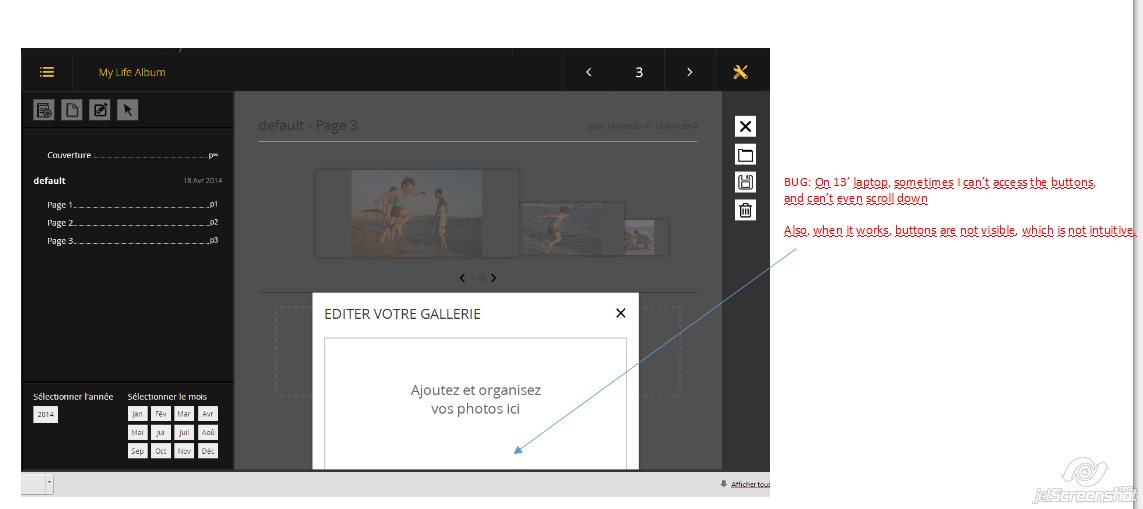 My Life Album
3
default - Page 3
Date: 18 Avril 2014 - 18 Avril 2014
Couverture p∞
default 18 Avr 2014
Page 1 p1
Page 2 p2
Page 3 p3
BUG: On 13’ laptop, sometimes I can’t access the buttons,
and can’t even scroll down
Also, when it works, buttons are not visible, which is not intuitive.
EDITER VOTRE GALLERIE
Ajoutez et organisez
vos photos ici
Sélectionner l'année Sélectionner le mois
2014 Jan Fév Mar Avr
Mai Jui Juil Aoû
Sep Oct Nov Déc
Afficher tous
jetScreenshot.com